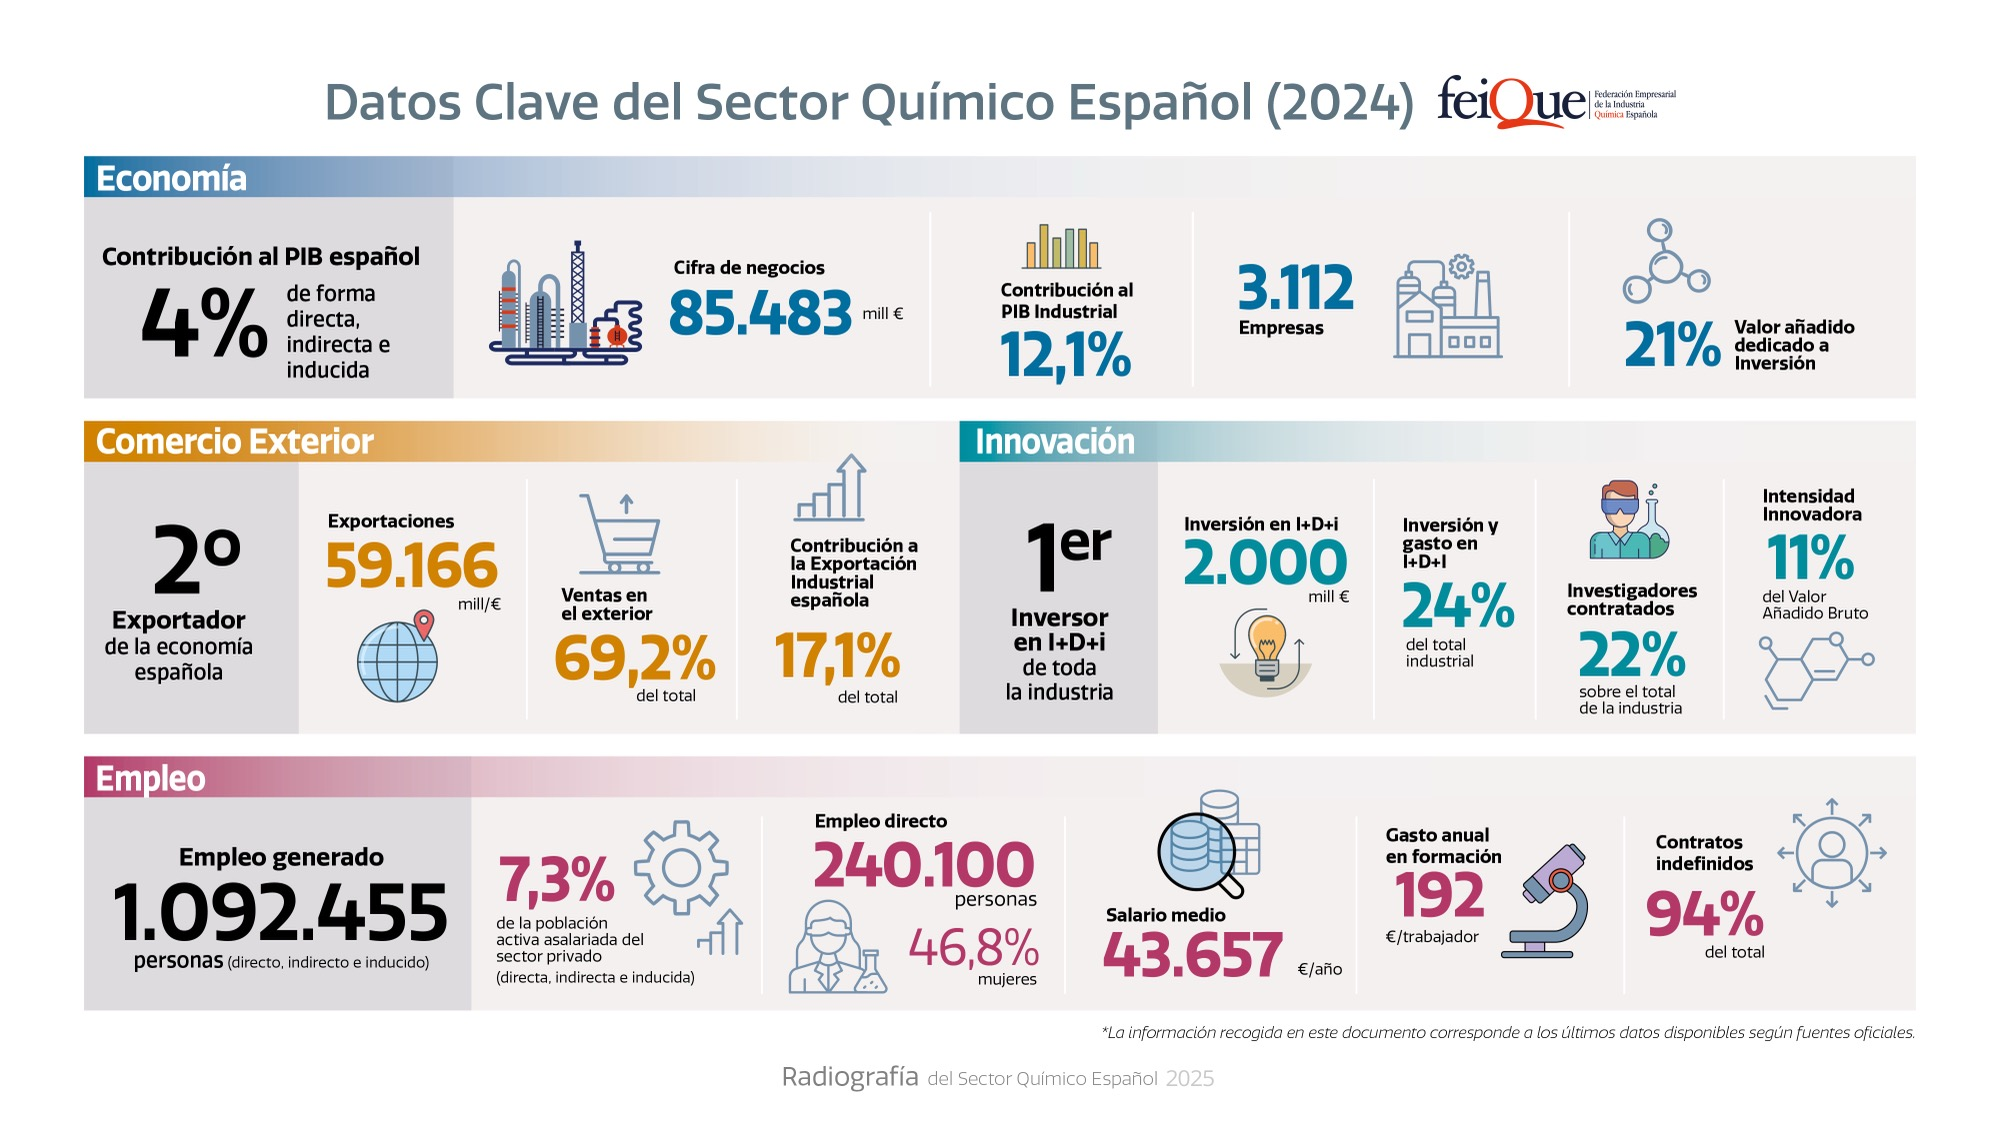 Datos Clave del Sector Químico Español (2024)
feiQue
Federación Empresarial
de la Industria
Química Española
Economía
Contribución al PIB español
4%
de forma
directa,
indirecta e
inducida
Cifra de negocios
85.483 mill €
Contribución al
PIB Industrial
12,1%
3.112
Empresas
21%
Valor añadido
dedicado a
Inversión
Comercio Exterior
2º
Exportador
de la economía
española
Exportaciones
59.166
mill/€
Ventas en
el exterior
69,2%
del total
Contribución a
la Exportación
Industrial
española
17,1%
del total
Innovación
1er
Inversor
en I+D+i
de toda
la industria
Inversión en I+D+i
2.000
mill €
Inversión y
gasto en
I+D+I
24%
del total
industrial
Investigadores
contratados
22%
sobre el total
de la industria
Intensidad
Innovadora
11%
del Valor
Añadido Bruto
Empleo
Empleo generado
1.092.455
personas (directo, indirecto e inducido)
7,3%
de la población
activa asalariada del
sector privado
(directa, indirecta e inducida)
Empleo directo
240.100
personas
46,8%
mujeres
Salario medio
43.657 €/año
Gasto anual
en formación
192
€/trabajador
Contratos
indefinidos
94%
del total
*La información recogida en este documento corresponde a los últimos datos disponibles según fuentes oficiales.
Radiografía del Sector Químico Español 2025